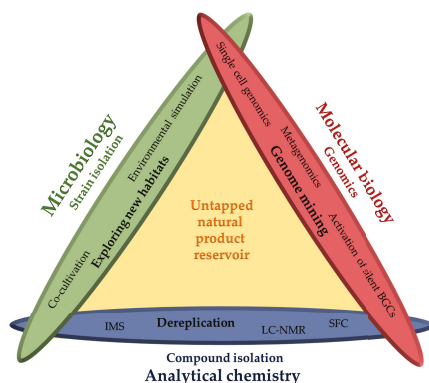 Microbiology
Strain isolation
Environmental simulation
Exploring new habitats
Co-cultivation
Single cell genomics
Metagenomics
Genome mining
Activation of silent BGCs
Molecular biology
Genomics
Untapped
natural
product
reservoir
IMS
Dereplication
LC-NMR
SFC
Compound isolation
Analytical chemistry